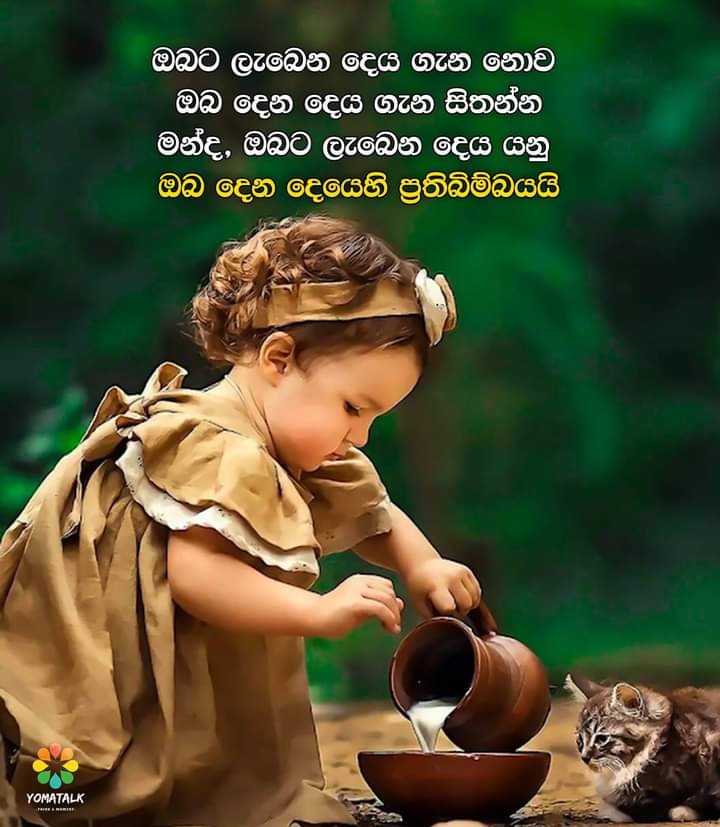 ඔබට ලැබෙන දෙය ගැන නොව
ඔබ දෙන දෙය ගැන සිතන්න
මන්ද, ඔබට ලැබෙන දෙය යනු
ඔබ දෙන දෙයෙහි ප්‍රතිබිම්බයයි
YOMATALK